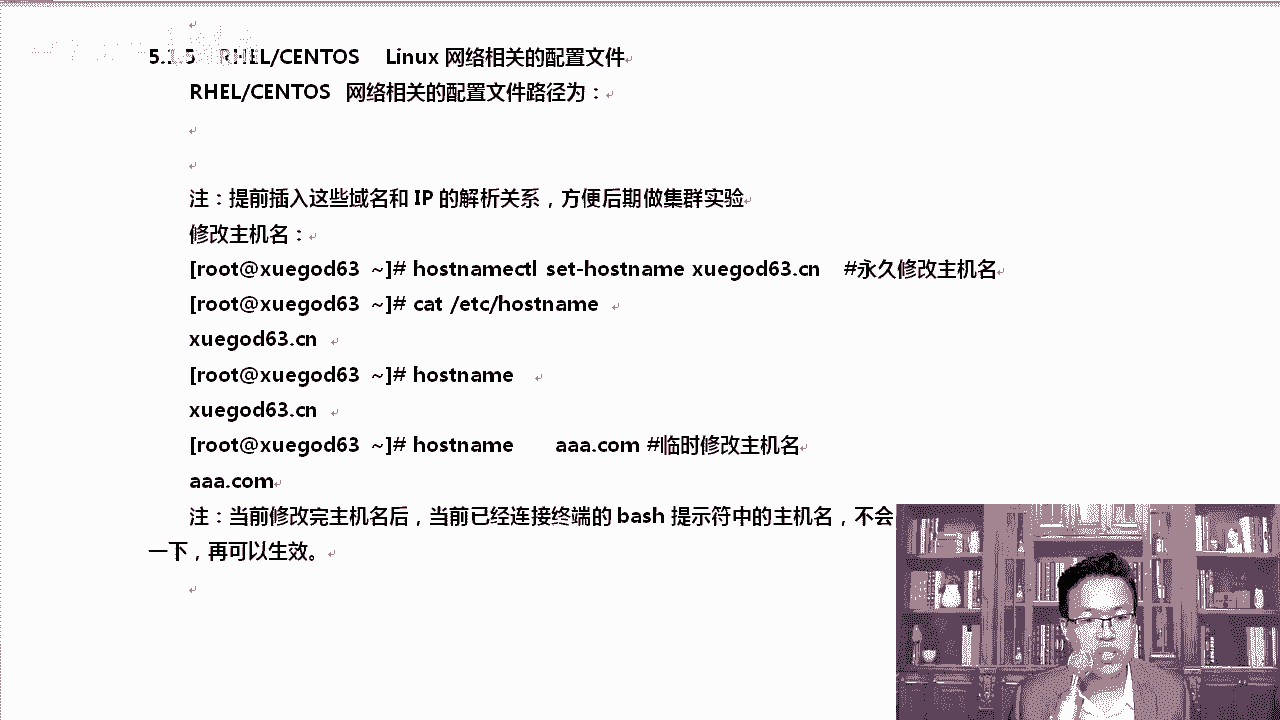 5.1.5 RHEL/CENTOS Linux 网络相关的配置文件
RHEL/CENTOS 网络相关的配置文件路径为：
注：提前插入这些域名和 IP 的解析关系，方便后期做集群实验
修改主机名：
[root@xuegod63 ~]# hostnamectl set-hostname xuegod63.cn #永久修改主机名
[root@xuegod63 ~]# cat /etc/hostname
xuegod63.cn
[root@xuegod63 ~]# hostname
xuegod63.cn
[root@xuegod63 ~]# hostname aaa.com #临时修改主机名
aaa.com
注：当前修改完主机名后，当前已经连接终端的 bash 提示符中的主机名，不会
一下，再可以生效。